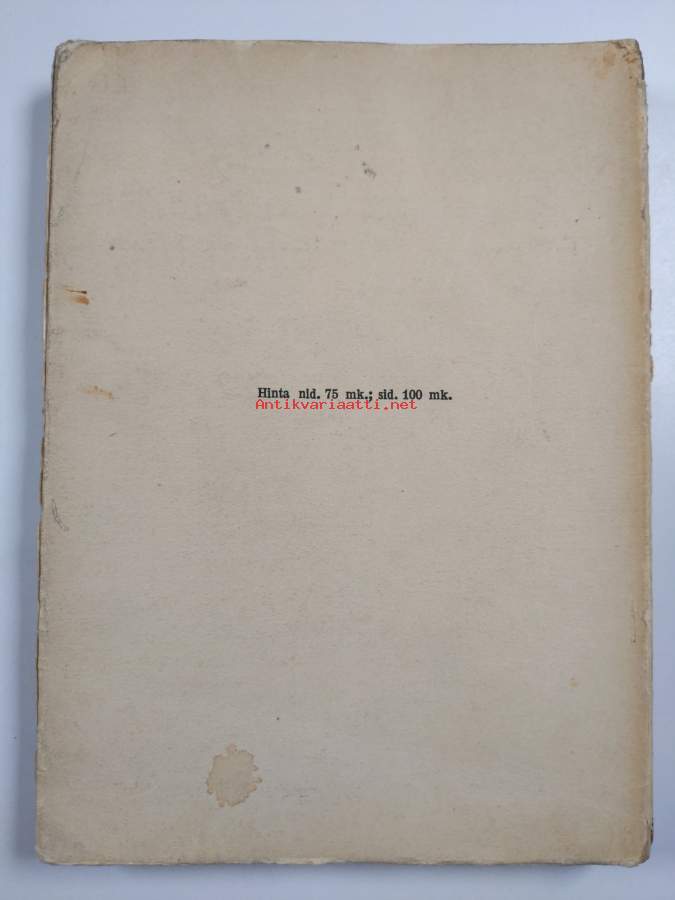 Hinta nid. 75 mk.; sid. 100 mk.
Antikvariaatti.net